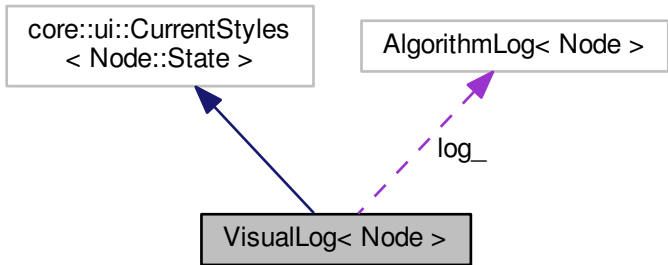 core::ui::CurrentStyles
< Node::State >
AlgorithmLog< Node >
log_
VisualLog< Node >